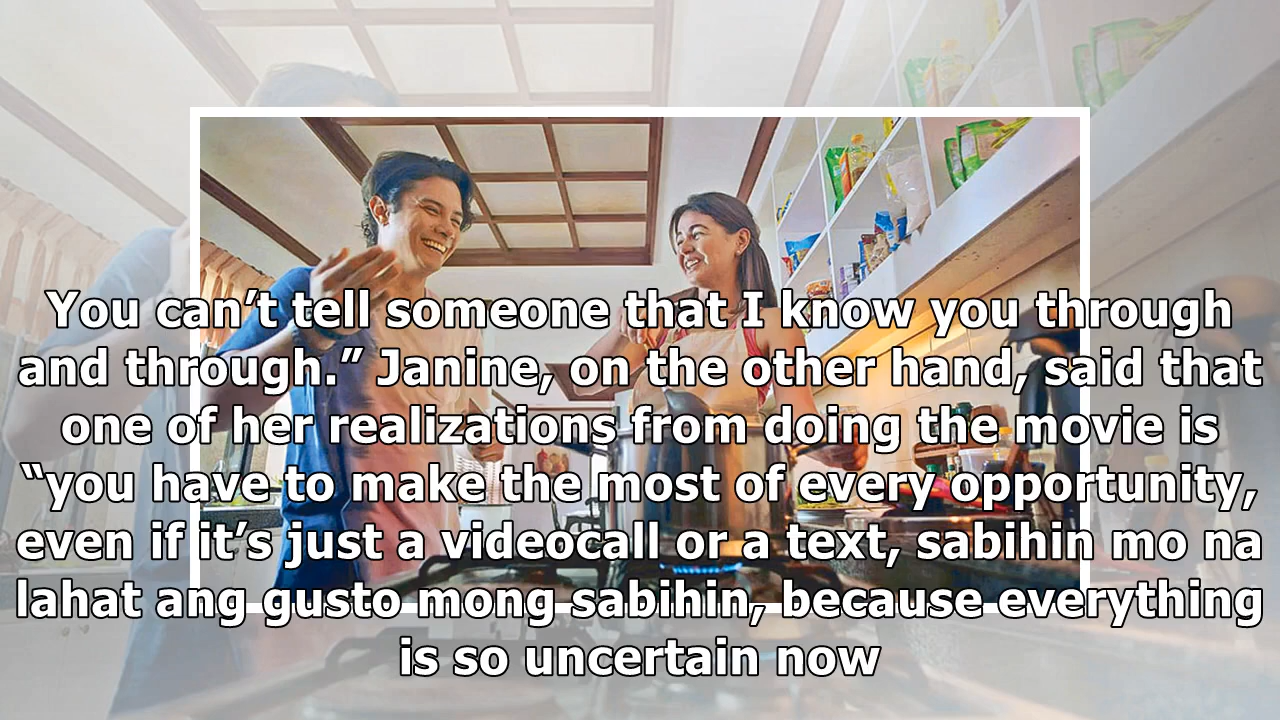 You can’t tell someone that I know you through
and through.” Janine, on the other hand, said that
one of her realizations from doing the movie is
“you have to make the most of every opportunity,
even if it’s just a videocall or a text, sabihin mo na
lahat ang gusto mong sabihin, because everything
is so uncertain now